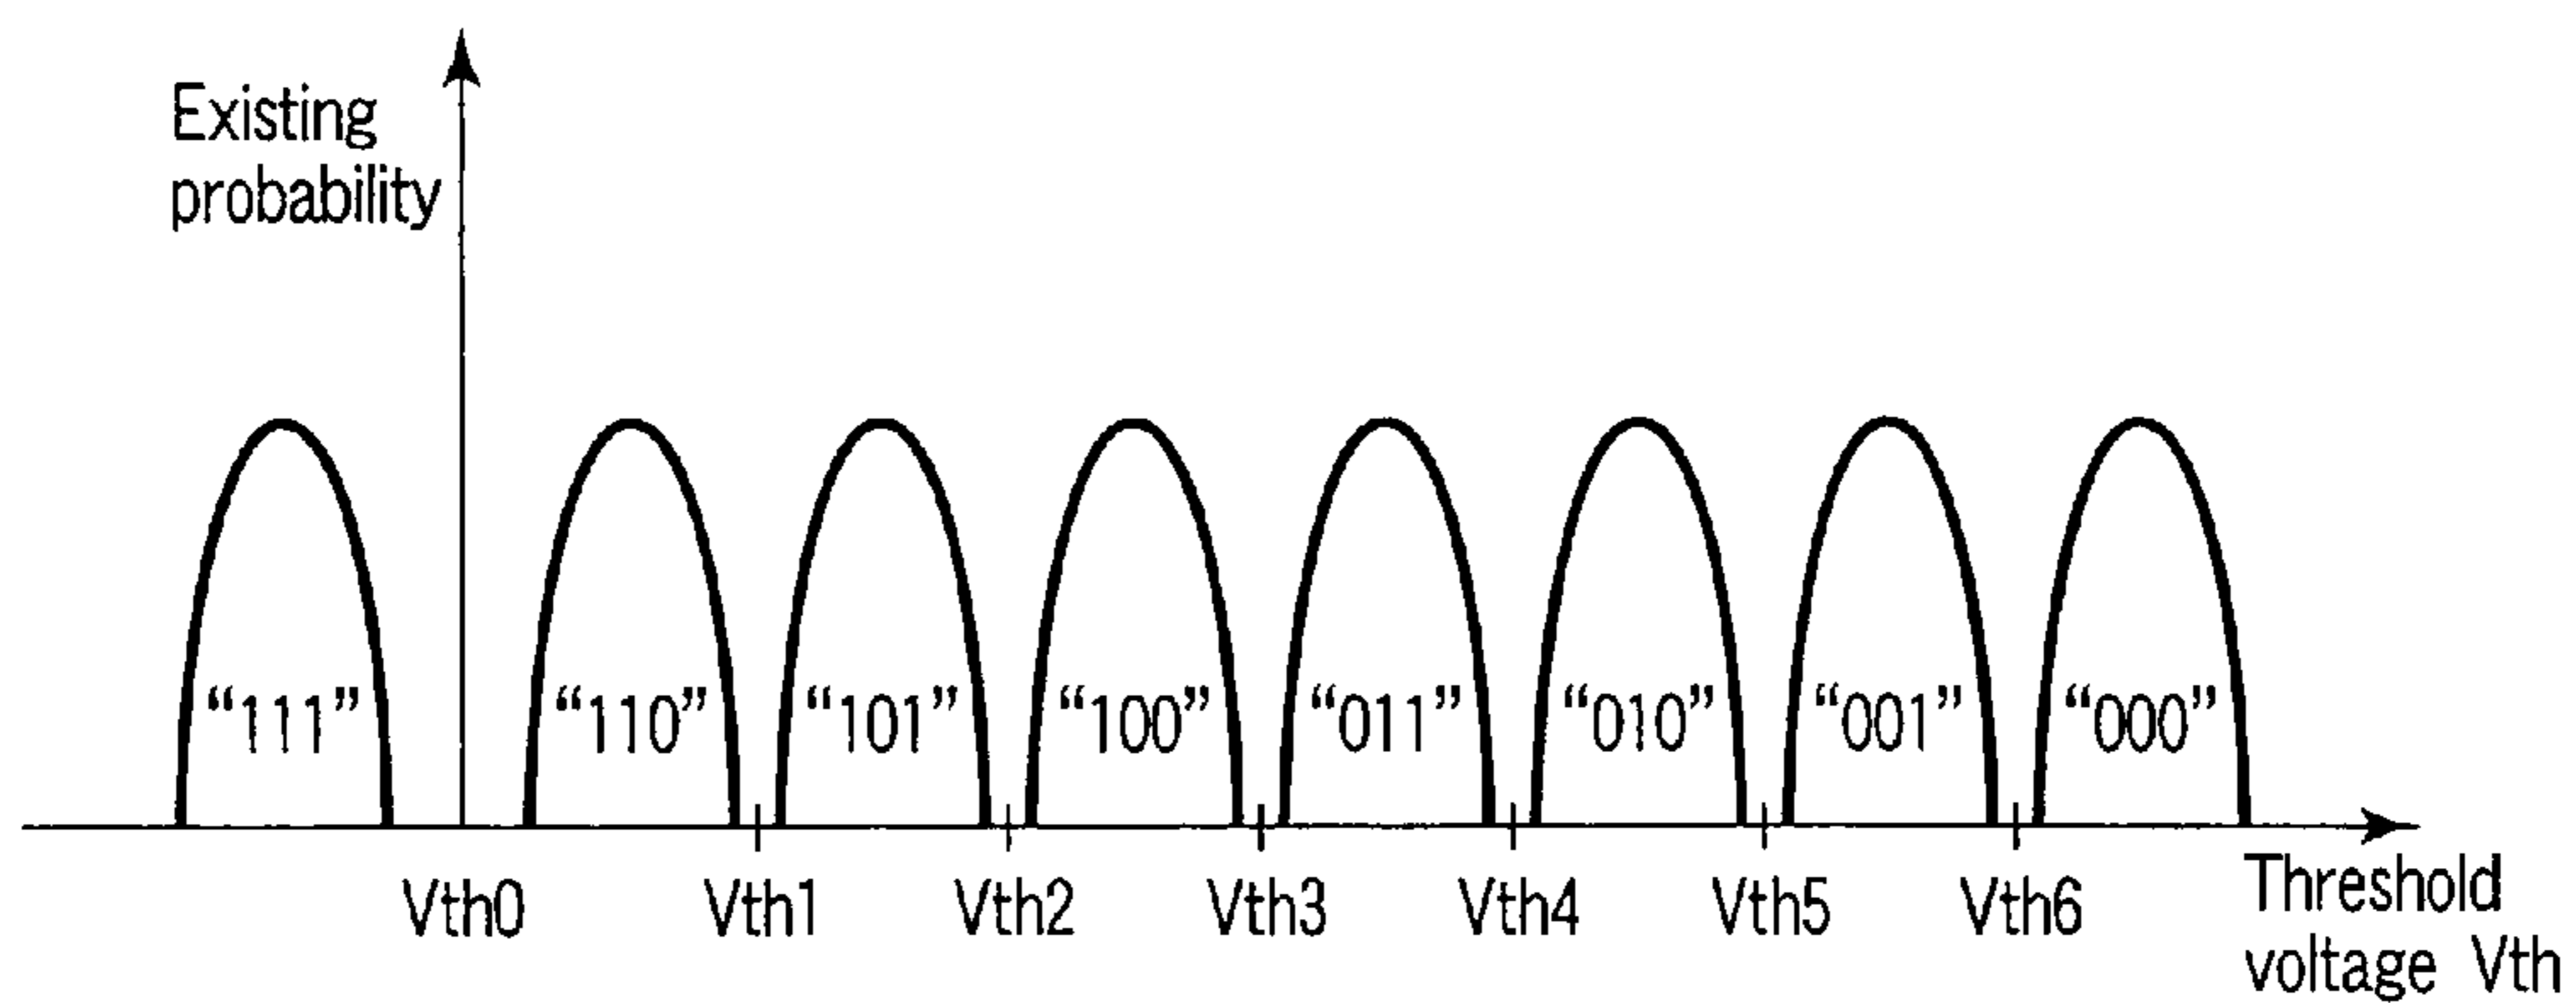 Existing
probability
“111” “110” “101” “100” “011” “010” “001” “000”
Vth0 Vth1 Vth2 Vth3 Vth4 Vth5 Vth6 Threshold
voltage Vth